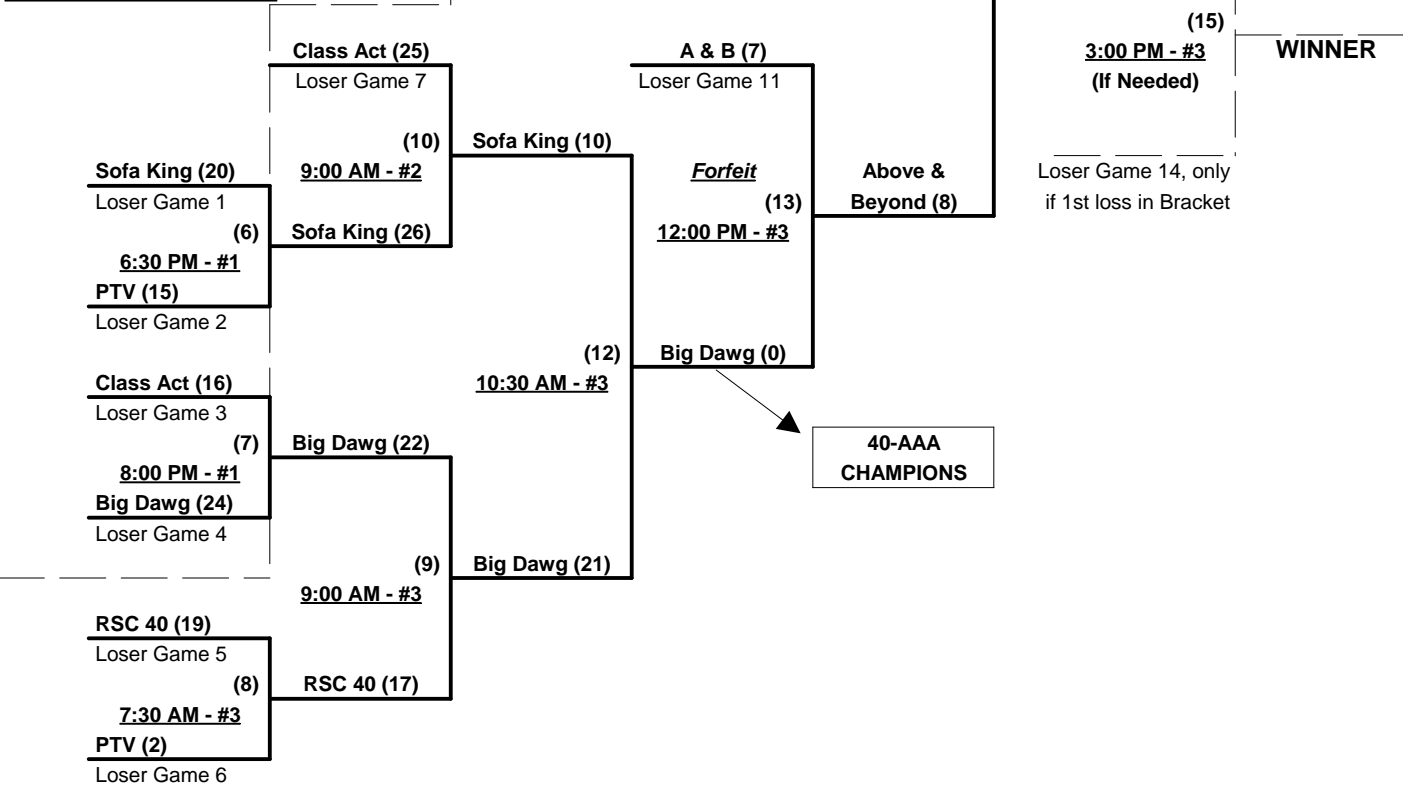 (15)
3:00 PM - #3
(If Needed)
WINNER
Loser Game 14, only
if 1st loss in Bracket
Class Act (25)
Loser Game 7
(10)
9:00 AM - #2
Sofa King (20)
Loser Game 1
(6)
6:30 PM - #1
PTV (15)
Loser Game 2
Sofa King (26)
Sofa King (10)
A & B (7)
Loser Game 11
Forfeit
(13)
12:00 PM - #3
Above &
Beyond (8)
Class Act (16)
Loser Game 3
(7)
8:00 PM - #1
Big Dawg (24)
Loser Game 4
Big Dawg (22)
(12)
10:30 AM - #3
Big Dawg (0)
40-AAA
CHAMPIONS
(9)
9:00 AM - #3
Big Dawg (21)
RSC 40 (19)
Loser Game 5
(8)
7:30 AM - #3
PTV (2)
Loser Game 6
RSC 40 (17)